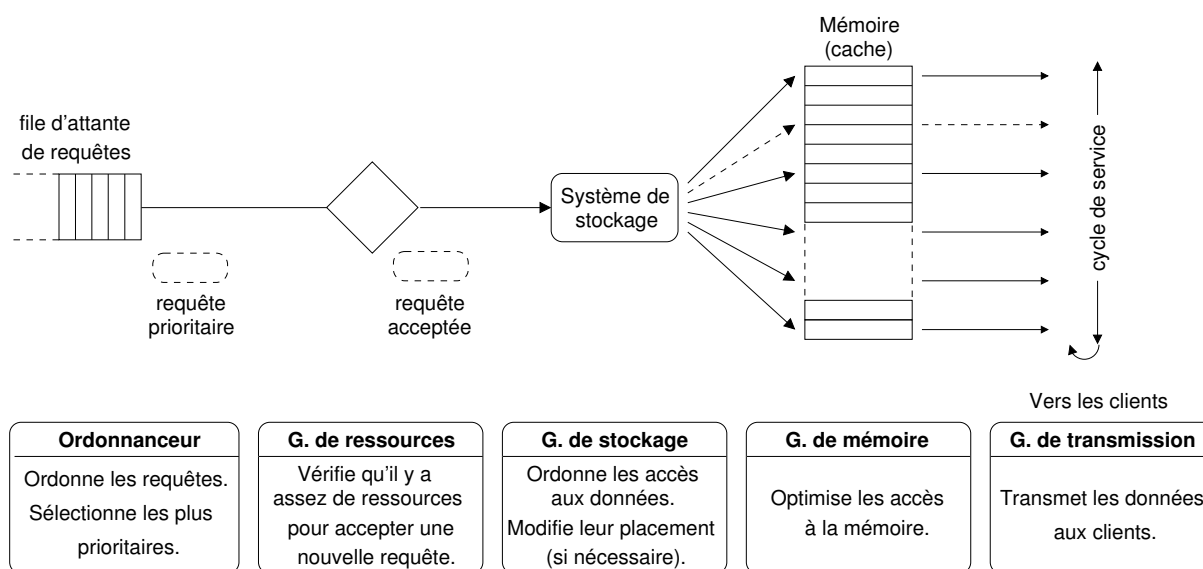 Mémoire
(cache)
file d'attante
de requêtes
Système de
stockage
cycle de service
requête
prioritaire
requête
acceptée
Vers les clients
Ordonnanceur
Ordonne les requêtes.
Sélectionne les plus
prioritaires.
G. de ressources
Vérifie qu'il y a
assez de ressources
pour accepter une
nouvelle requête.
G. de stockage
Ordonne les accès
aux données.
Modifie leur placement
(si nécessaire).
G. de mémoire
Optimise les accès
à la mémoire.
G. de transmission
Transmet les données
aux clients.